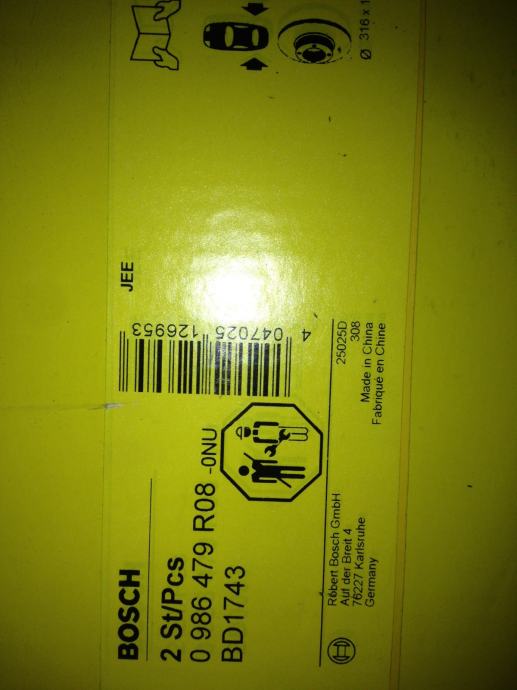 BOSCH
2 St/Pcs
0 986 479 R08 -0NU
BD1743
4 047025 126953
JEE
Robert Bosch GmbH
Auf der Breit 4
76227 Karlsruhe
Germany
25025D
308
Made in China
Fabriqué en Chine
Ø 316 x 1